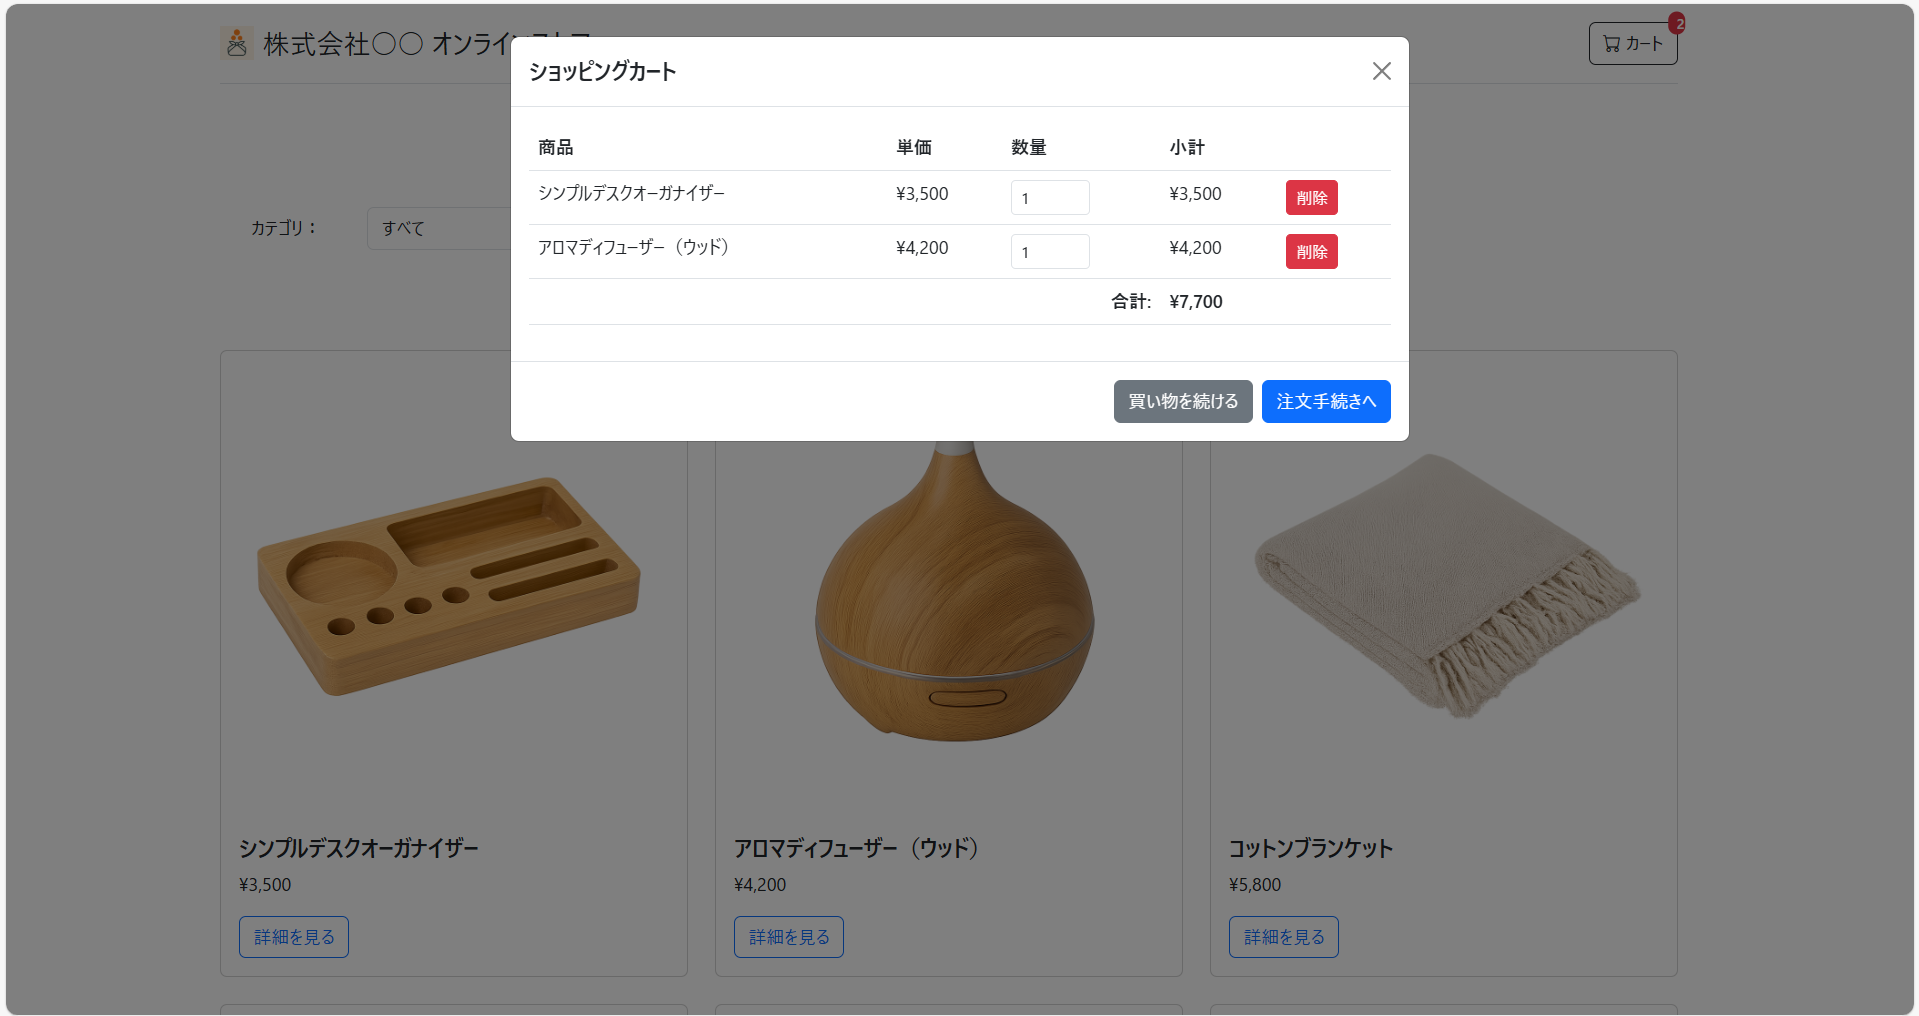 株式会社○○ オンラインストア
カート
2
ショッピングカート
商品 単価 数量 小計
シンプルデスクオーガナイザー ¥3,500 1 ¥3,500 削除
アロマディフューザー（ウッド） ¥4,200 1 ¥4,200 削除
合計: ¥7,700
買い物を続ける 注文手続きへ
カテゴリ： すべて
シンプルデスクオーガナイザー
¥3,500
詳細を見る
アロマディフューザー（ウッド）
¥4,200
詳細を見る
コットンブランケット
¥5,800
詳細を見る